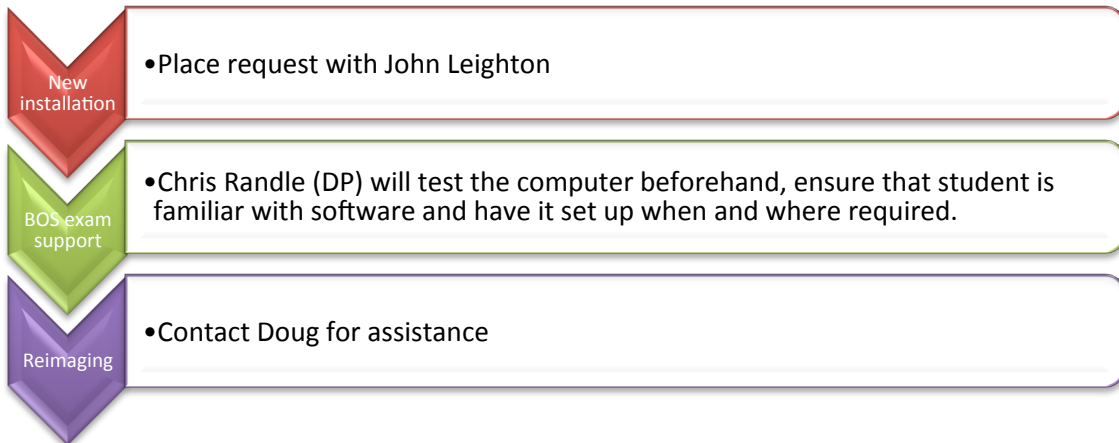 New
installation
•Place request with John Leighton
BOS exam
support
•Chris Randle (DP) will test the computer beforehand, ensure that student is
familiar with software and have it set up when and where required.
Reimaging
•Contact Doug for assistance